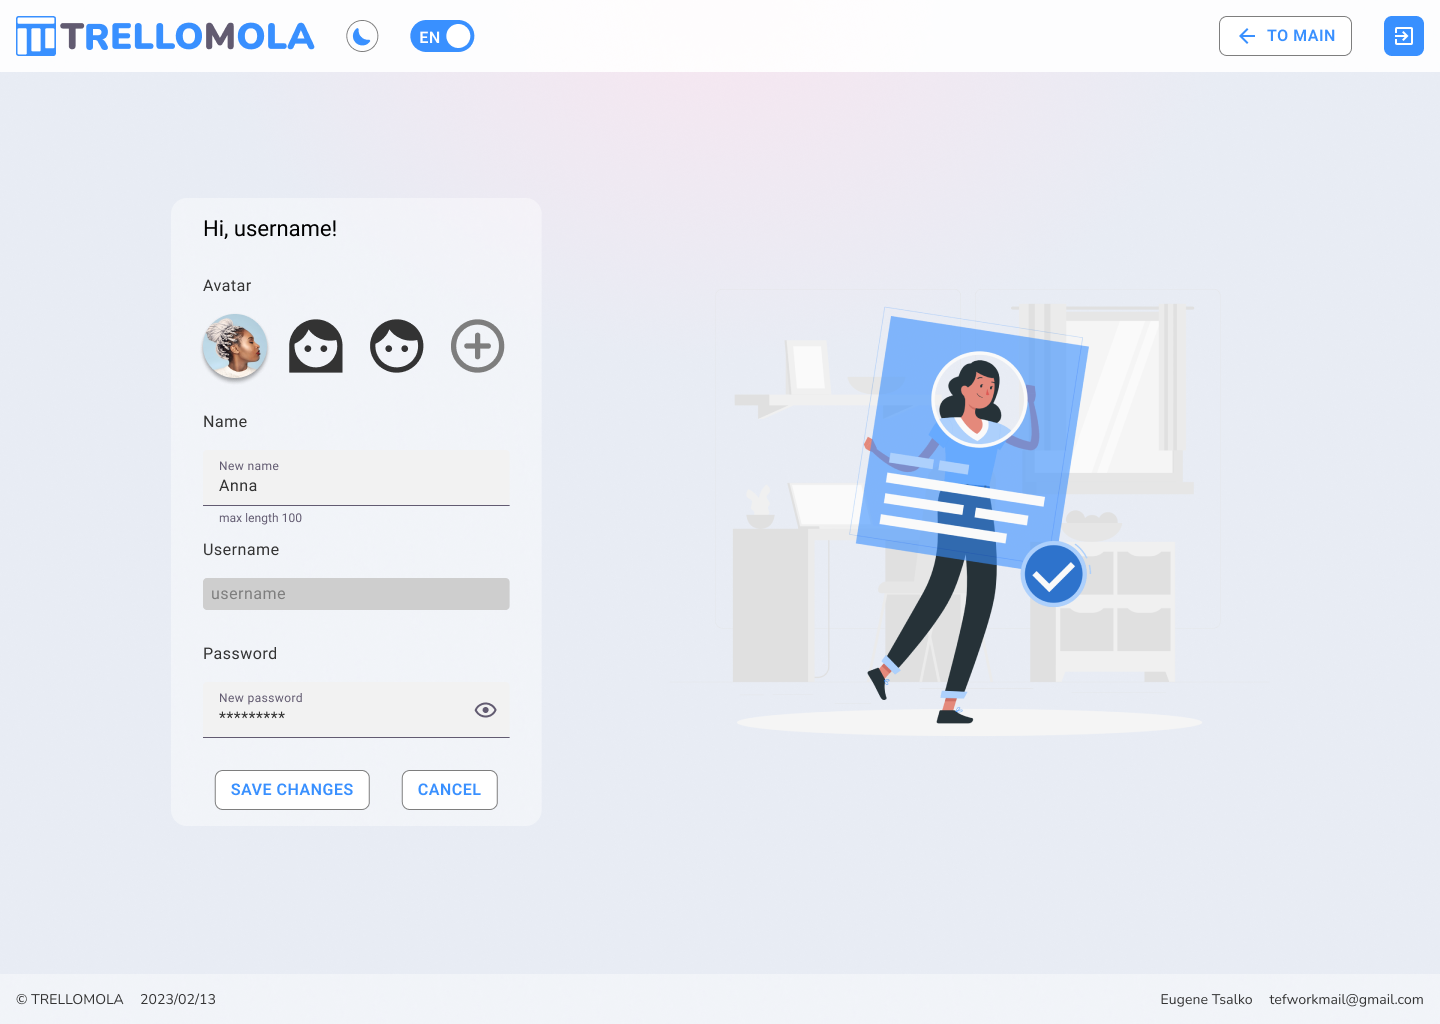 TRELLOMOLA
EN
TO MAIN
Hi, username!
Avatar
Name
New name
Anna
max length 100
Username
username
Password
New password
*********
SAVE CHANGES
CANCEL
© TRELLOMOLA 2023/02/13
Eugene Tsalko tefworkmail@gmail.com